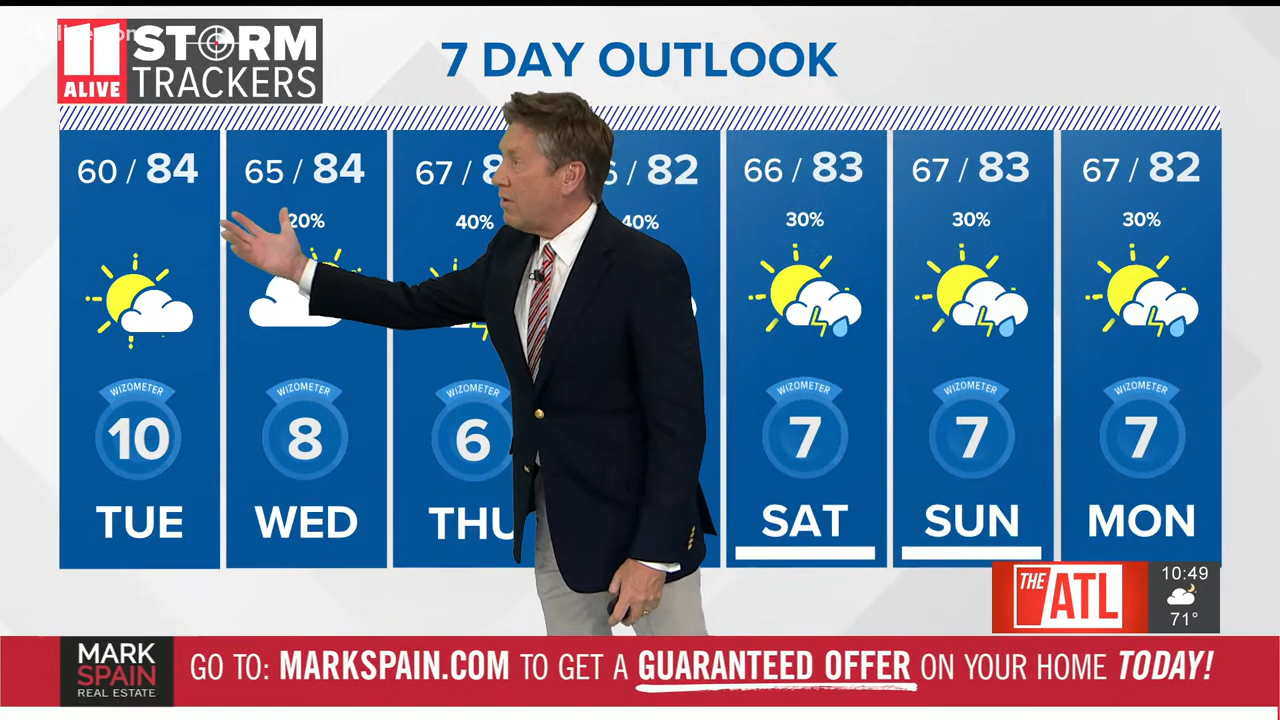 11 ALIVE
STORM
TRACKERS
7 DAY OUTLOOK
60 / 84
65 / 84
67 /
82
66 / 83
67 / 83
67 / 82
20%
40%
40%
30%
30%
30%
WIZOMETER
WIZOMETER
WIZOMETER
WIZOMETER
WIZOMETER
WIZOMETER
10
8
6
7
7
7
TUE
WED
THU
SAT
SUN
MON
THE ATL
10:49
71°
MARK
SPAIN
REAL ESTATE
GO TO: MARKSPAIN.COM TO GET A GUARANTEED OFFER ON YOUR HOME TODAY!